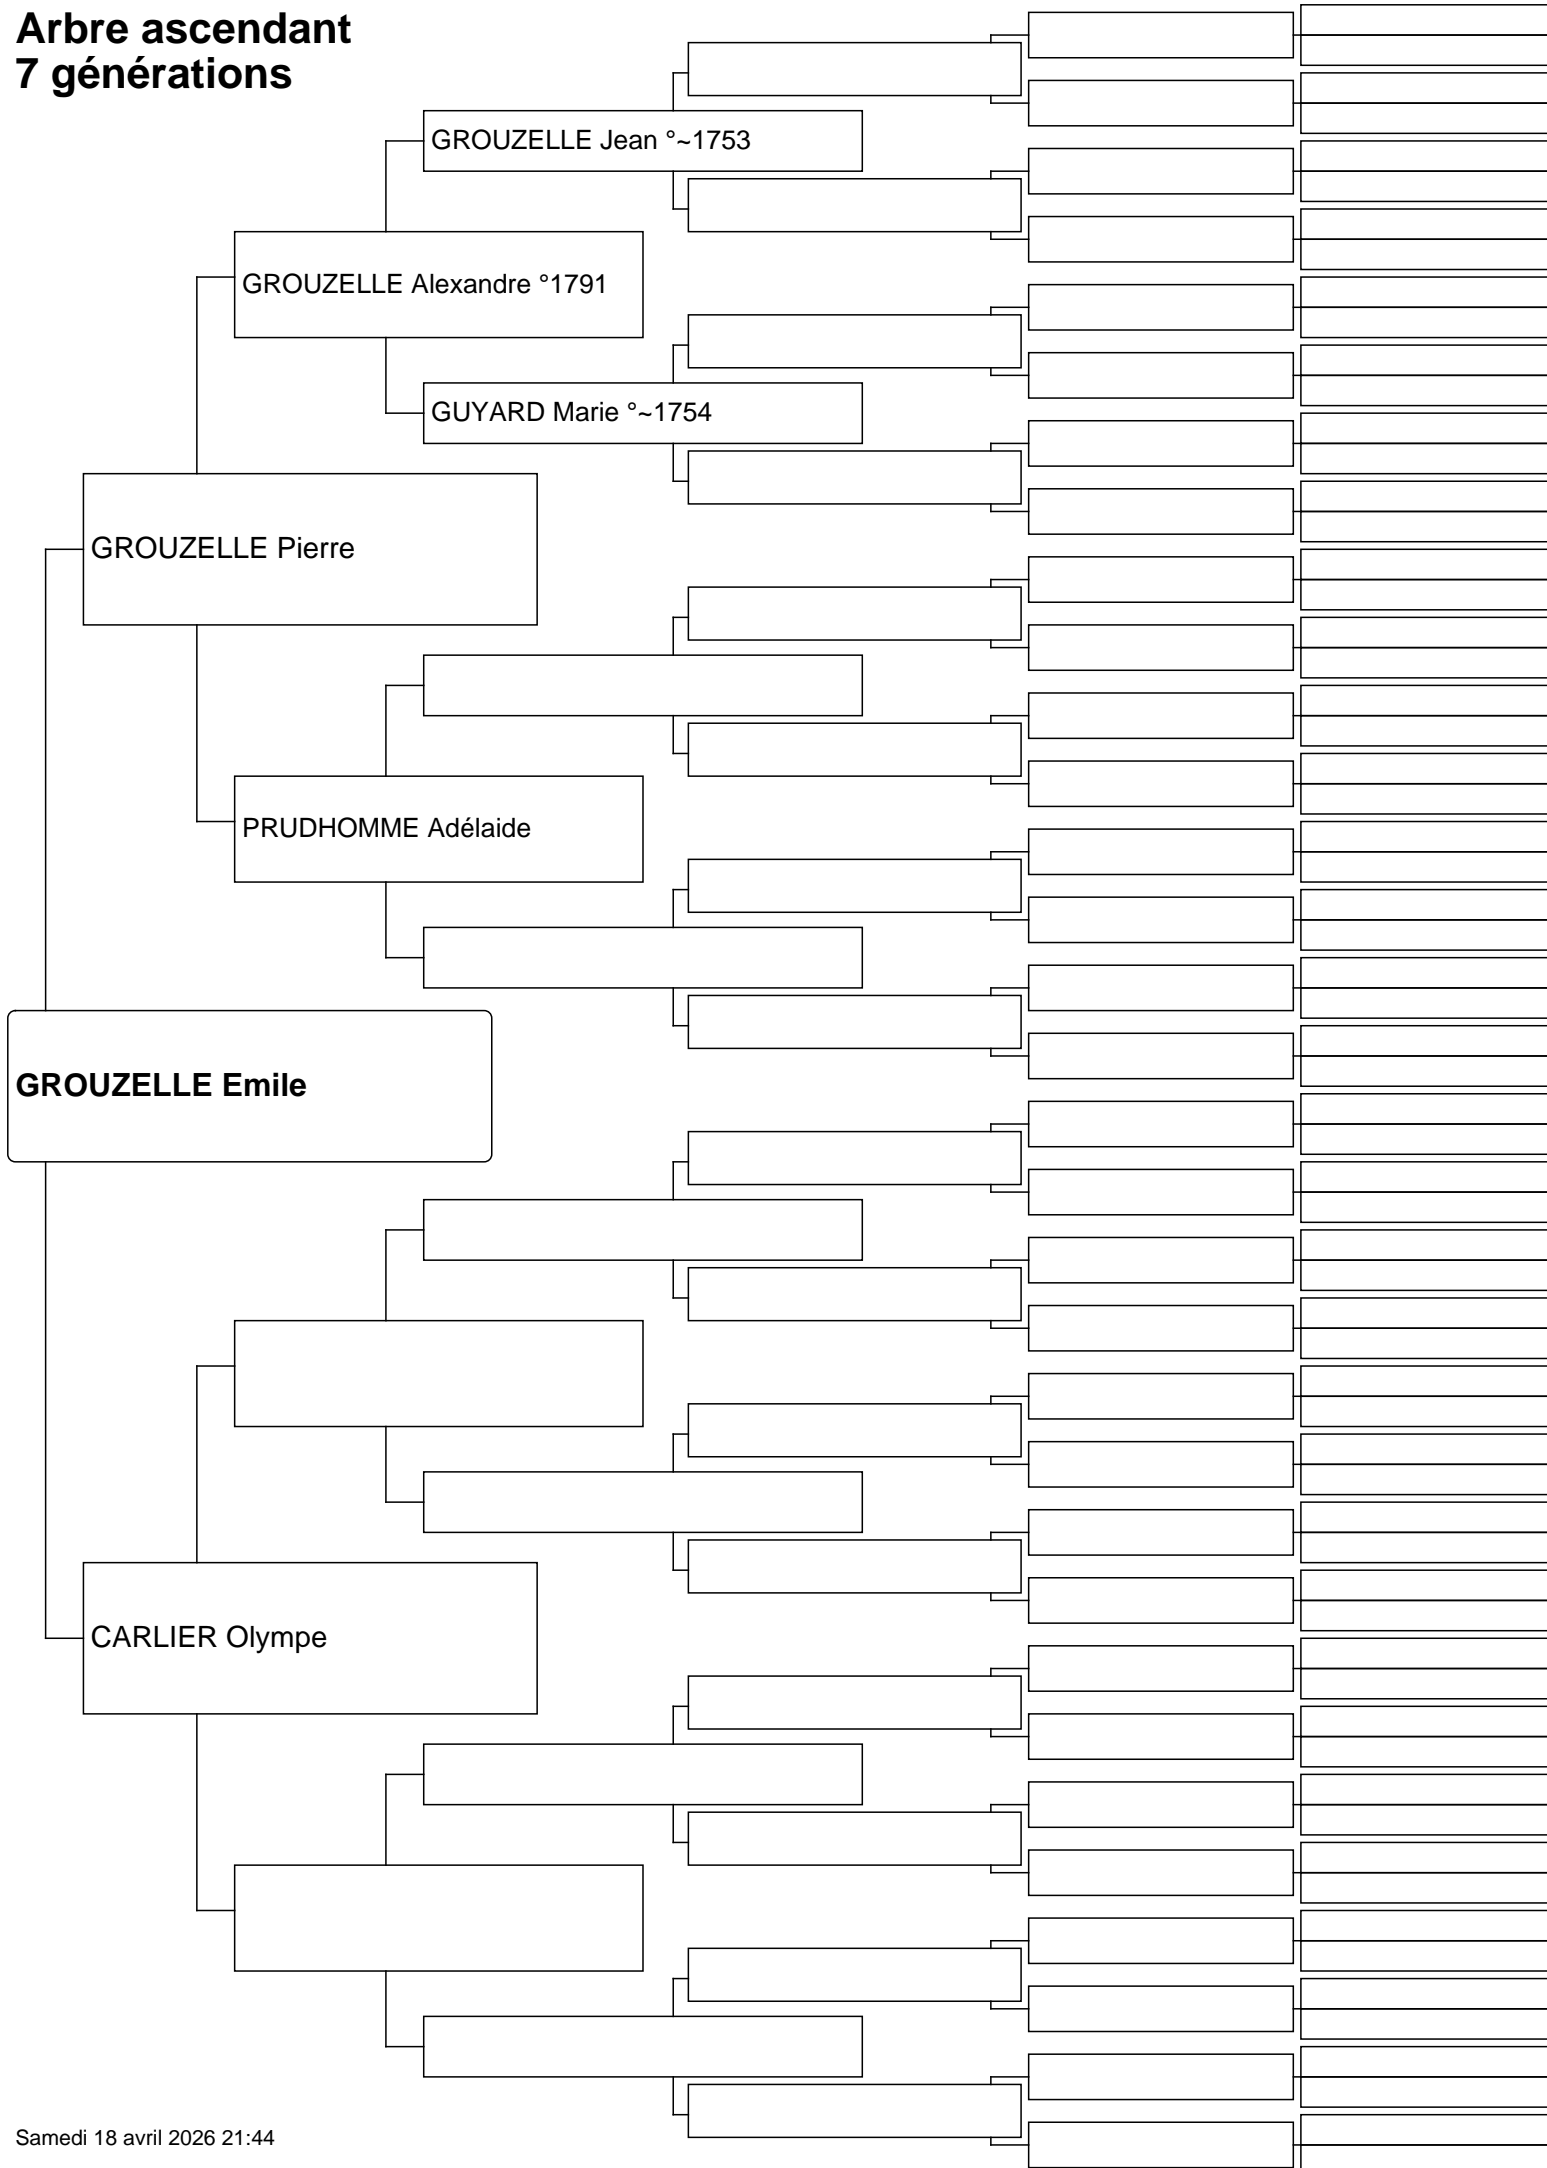 Arbre ascendant
7 générations
GROUZELLE Jean °~1753
GROUZELLE Alexandre °1791
GUYARD Marie °~1754
GROUZELLE Pierre
PRUDHOMME Adélaide
GROUZELLE Emile
CARLIER Olympe
Samedi 18 avril 2026 21:44